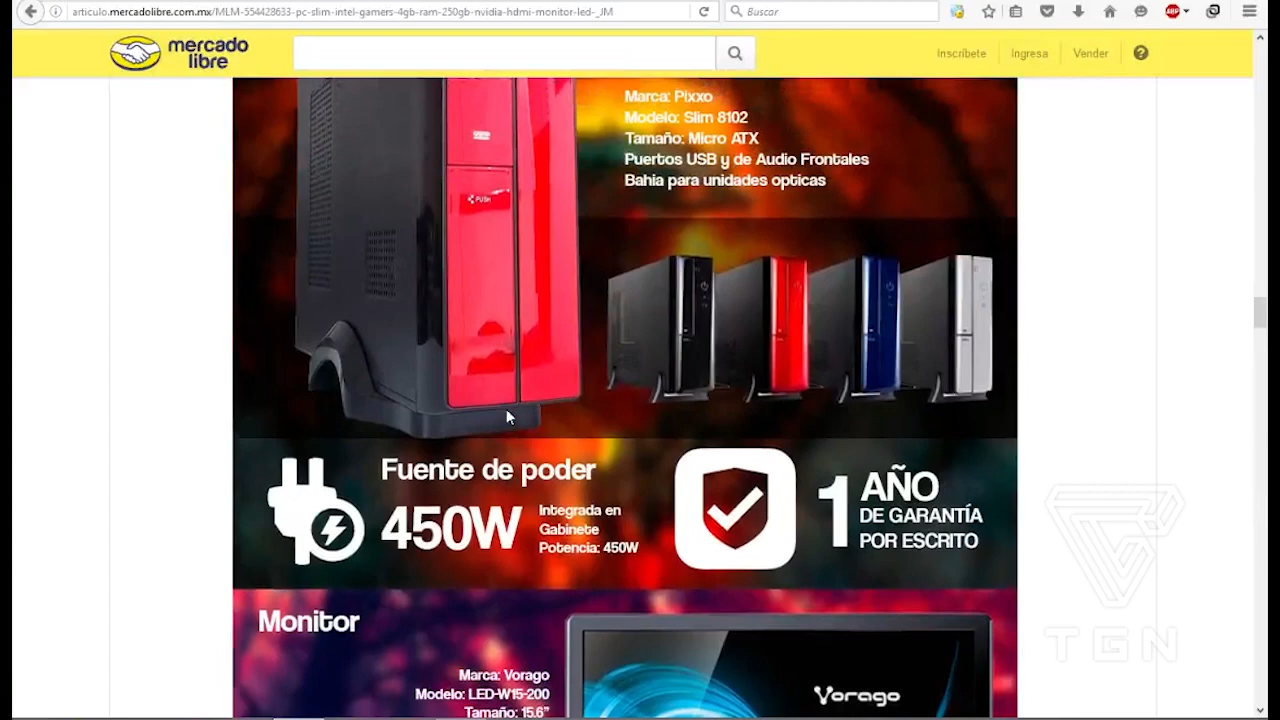 articulo.mercadolibre.com.mx/MLM-554428633-pc-slim-intel-gamers-4gb-ram-250gb-nvidia-hdmi-monitor-led-_JM
Buscar
ABP
mercado
libre
Inscríbete
Ingresa
Vender
?
Marca: Pixxo
Modelo: Slim 8102
Tamaño: Micro ATX
Puertos USB y de Audio Frontales
Bahia para unidades opticas
PUSH
Fuente de poder
450W
Integrada en
Gabinete
Potencia: 450W
1 AÑO
DE GARANTÍA
POR ESCRITO
Monitor
Marca: Vorago
Modelo: LED-W15-200
Tamaño: 15.6"
Vorago
TGN